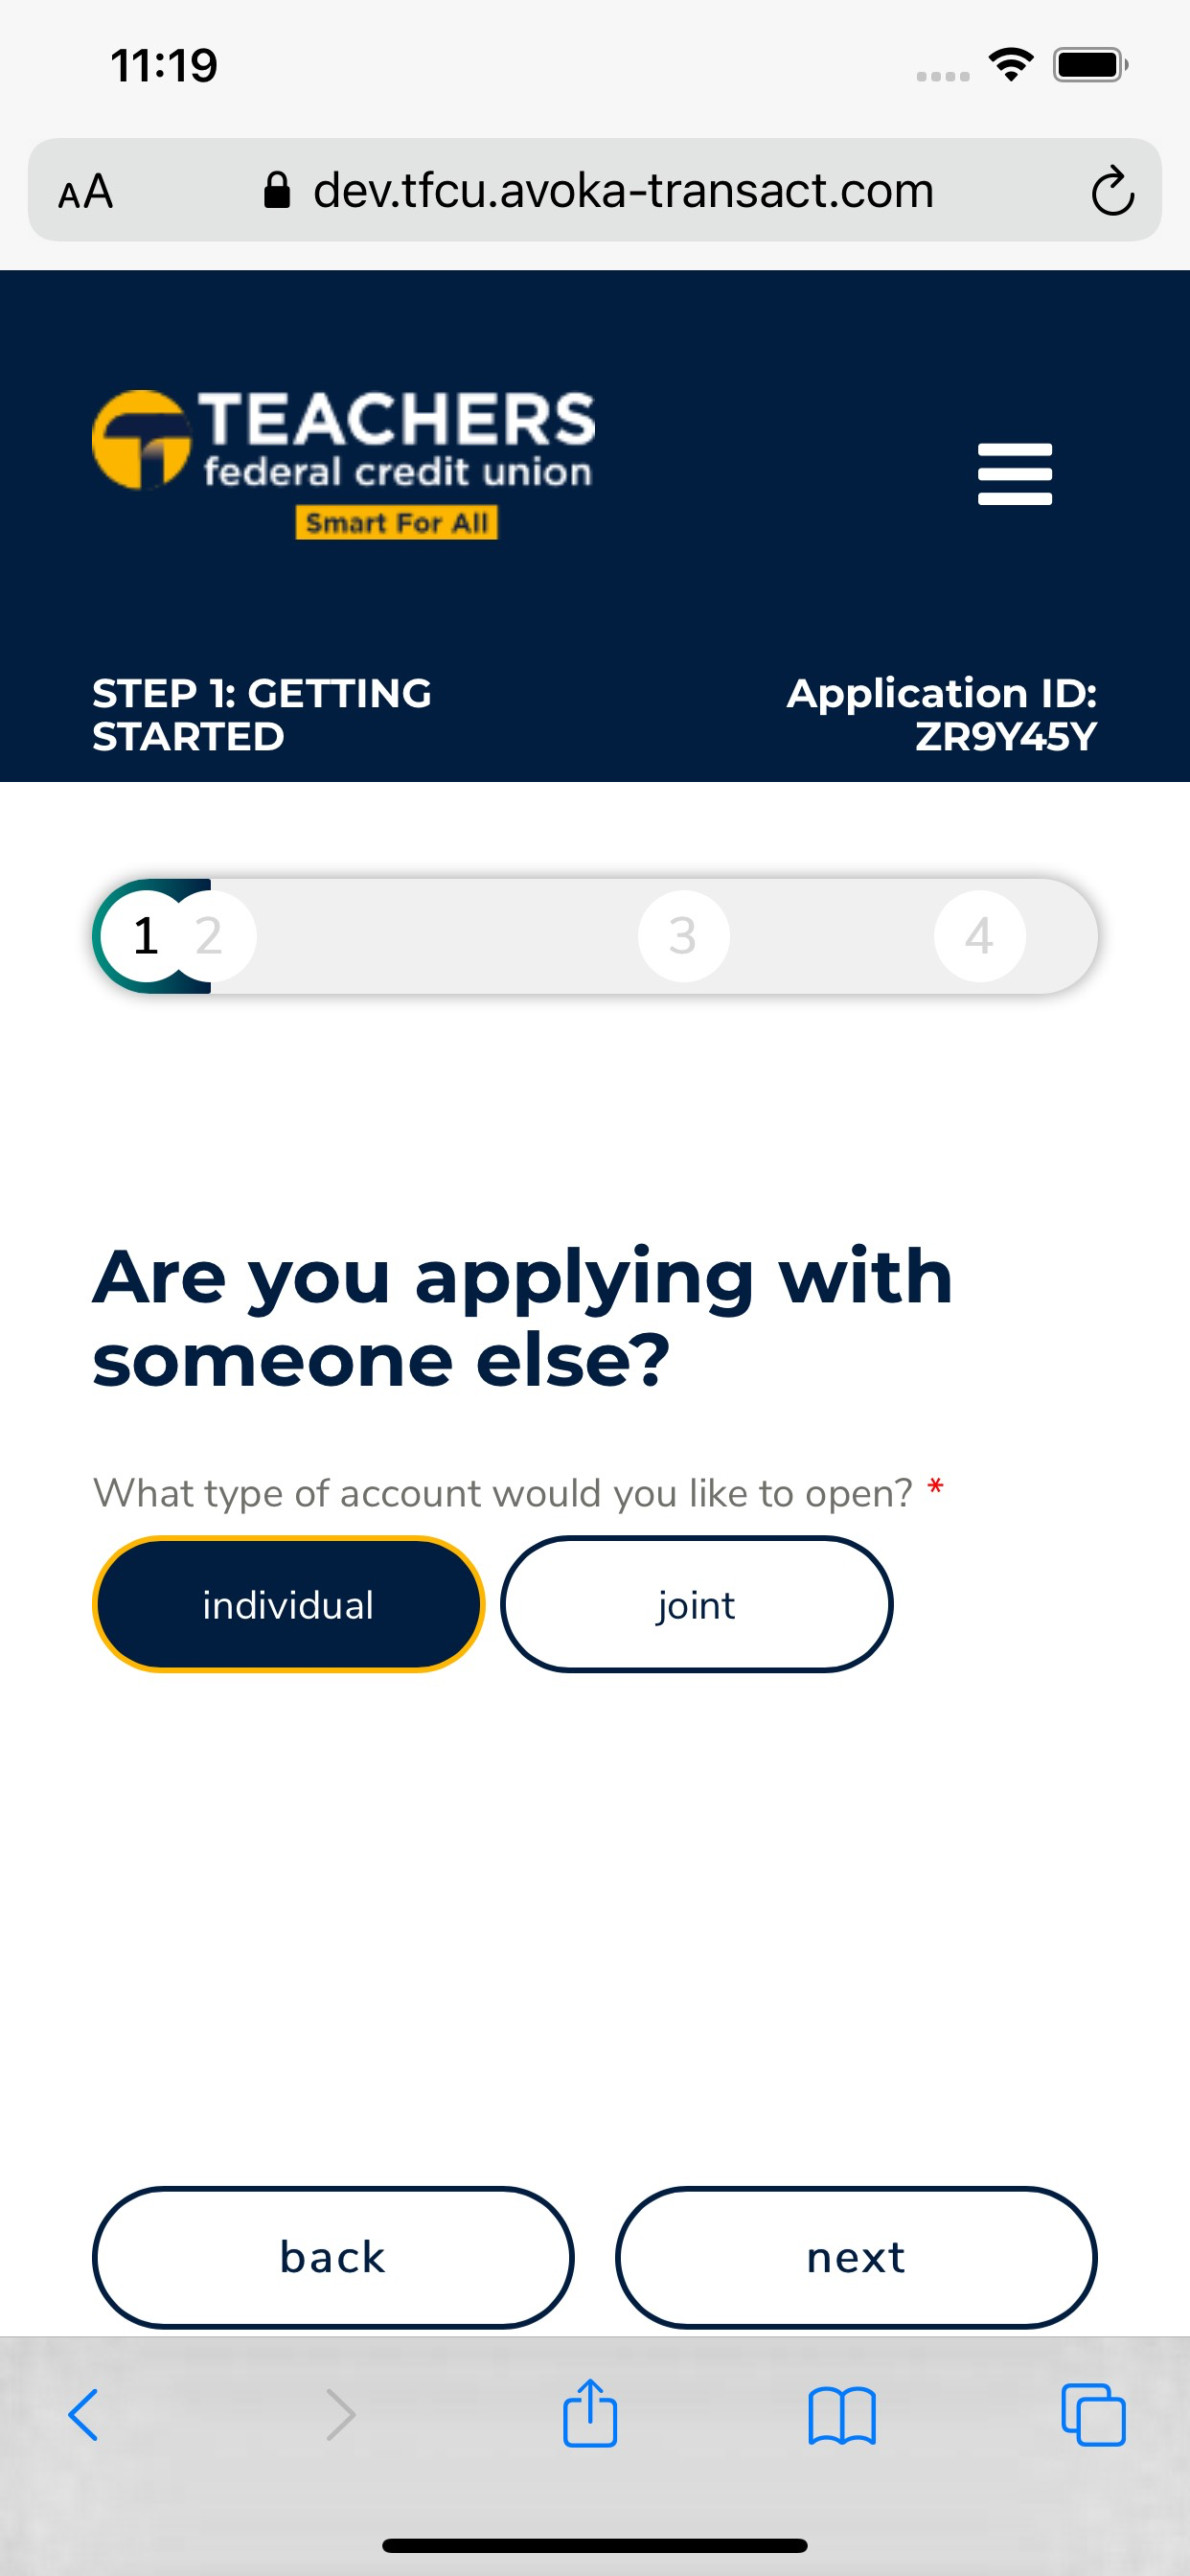 11:19
AA dev.tfcu.avoka-transact.com
TEACHERS
federal credit union
Smart For All
STEP 1: GETTING
STARTED
Application ID:
ZR9Y45Y
1 2 3 4
Are you applying with
someone else?
What type of account would you like to open? *
individual joint
back next